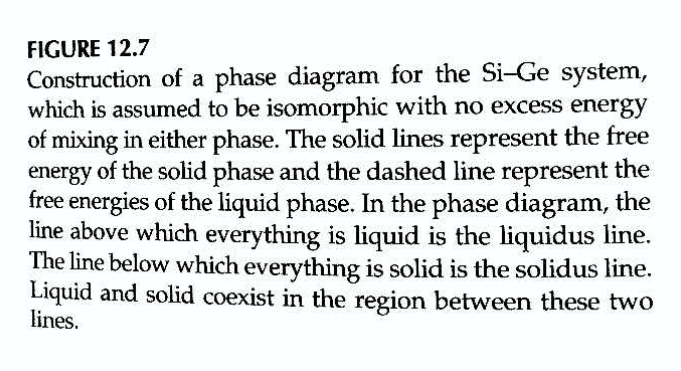 FIGURE 12.7
Construction of a phase diagram for the Si–Ge system,
which is assumed to be isomorphic with no excess energy
of mixing in either phase. The solid lines represent the free
energy of the solid phase and the dashed line represent the
free energies of the liquid phase. In the phase diagram, the
line above which everything is liquid is the liquidus line.
The line below which everything is solid is the solidus line.
Liquid and solid coexist in the region between these two
lines.